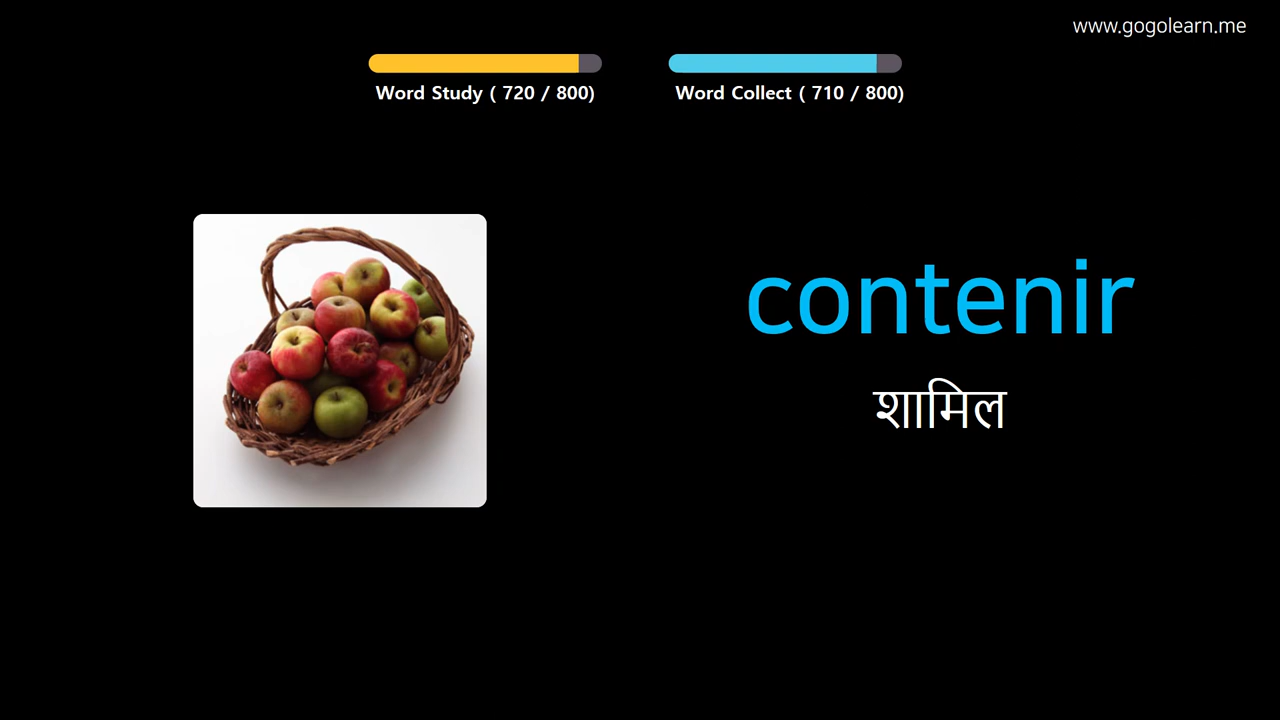 www.gogolearn.me
Word Study ( 720 / 800)
Word Collect ( 710 / 800)
contenir
शामिल